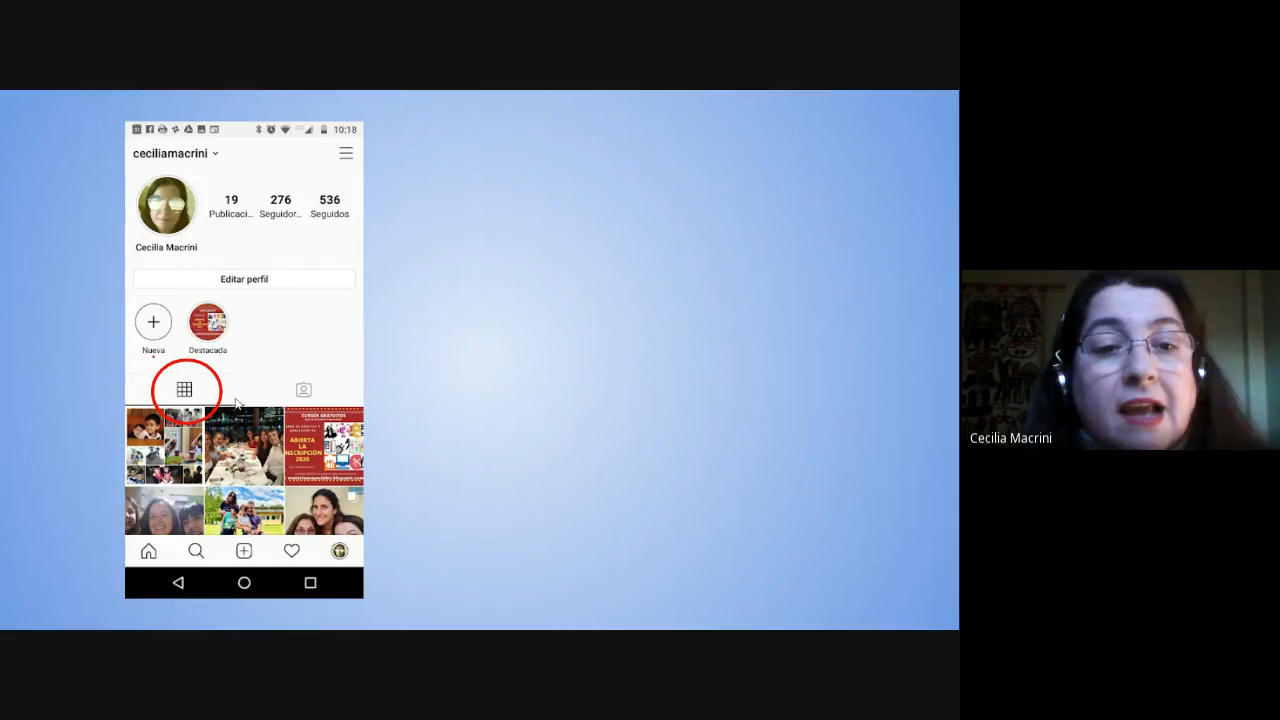 10:18
ceciliamacrini
19 276 536
Publicaci... Seguidor... Seguidos
Cecilia Macrini
Editar perfil
Nueva Destacada
CURSOS GRATUITOS
ABIERTA
LA
INSCRIPCIÓN
2020
Cecilia Macrini